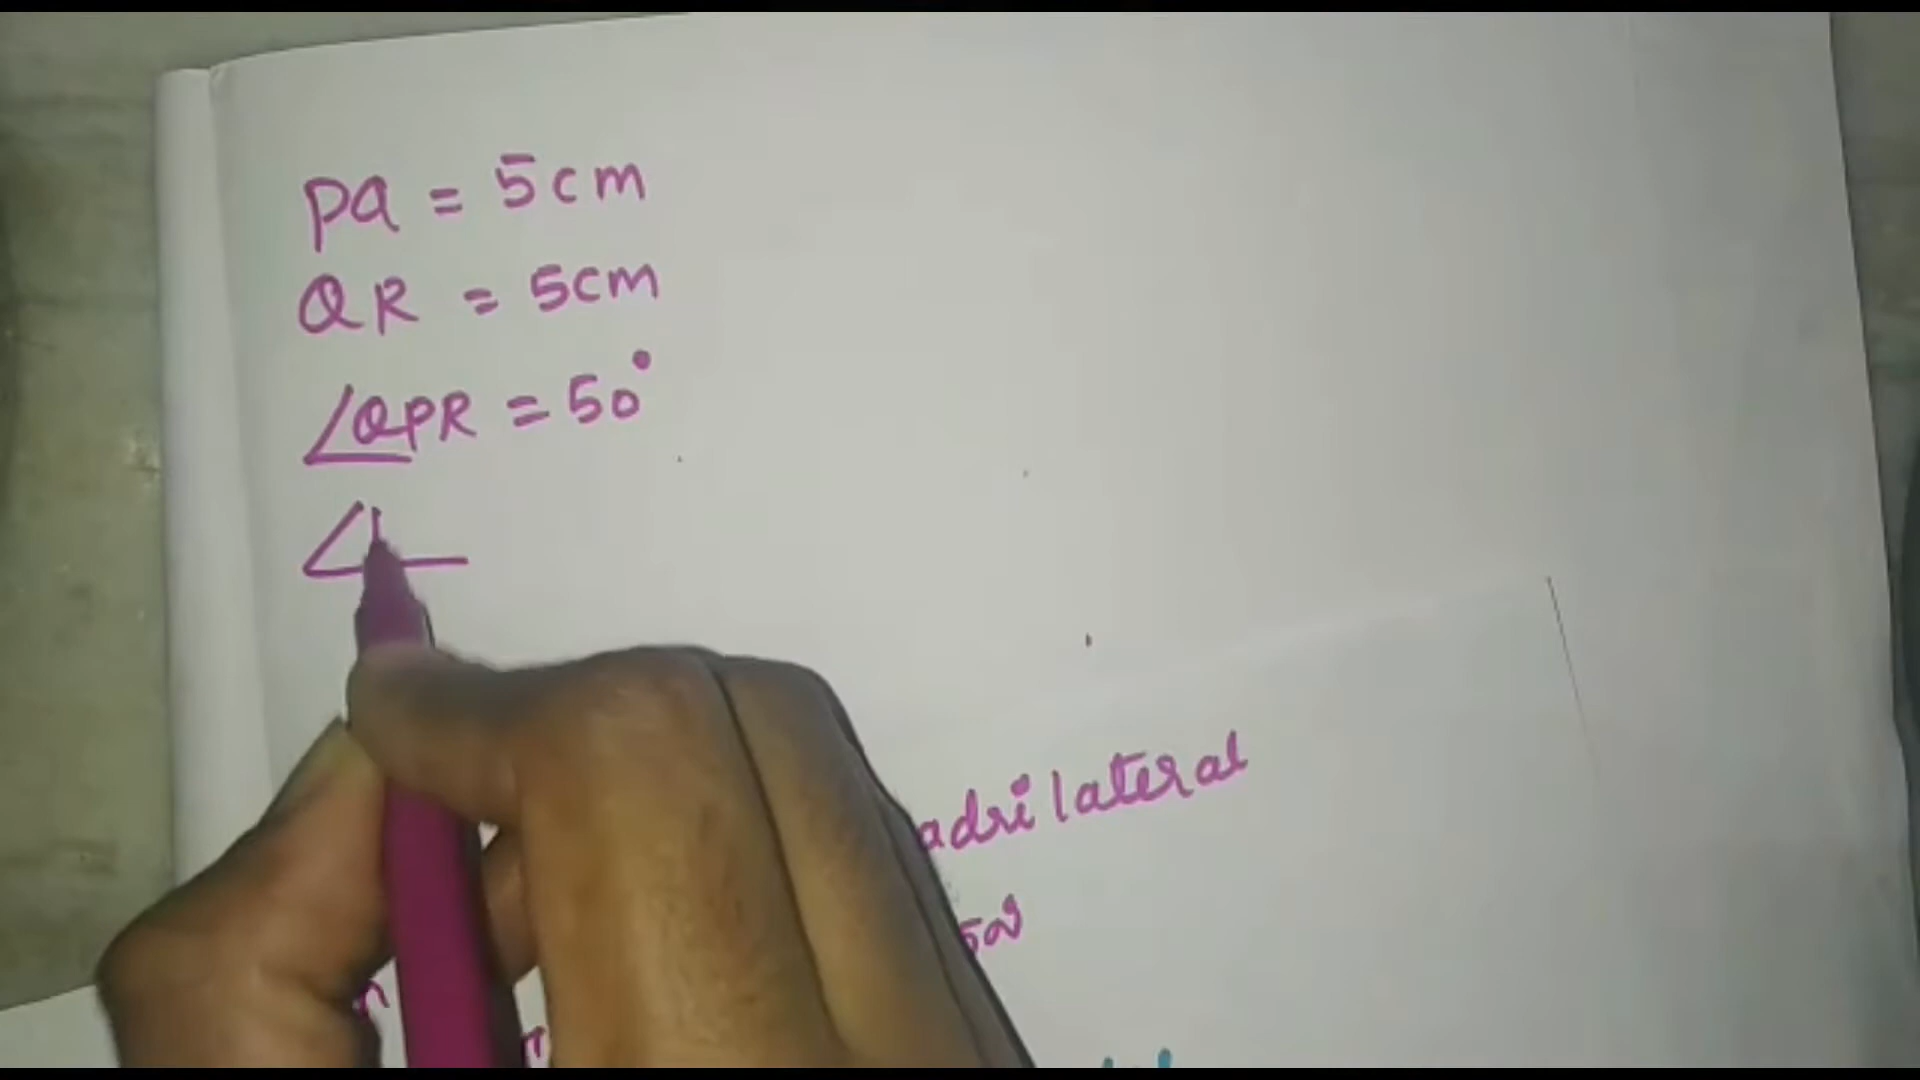 PQ = 5cm
QR = 5cm
∠QPR = 50°
∠
adrilateral